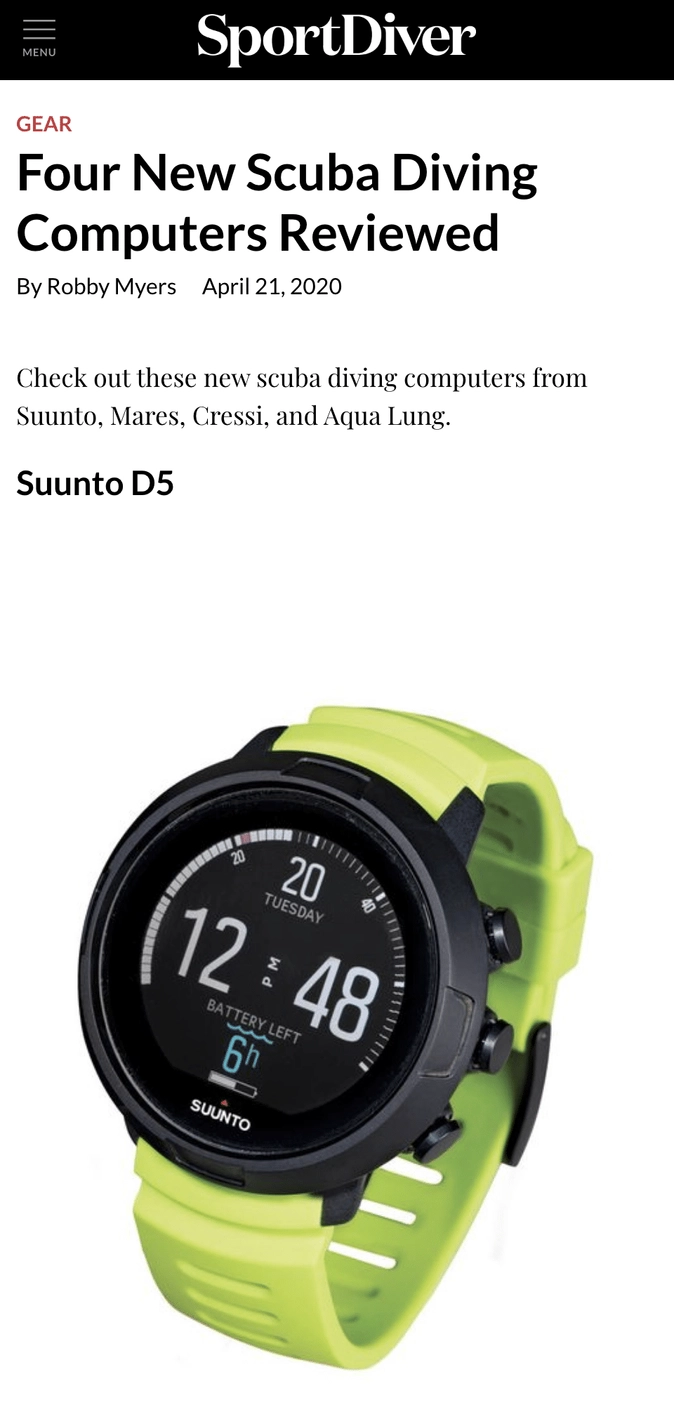 SportDiver
MENU
GEAR
Four New Scuba Diving
Computers Reviewed
By Robby Myers April 21, 2020
Check out these new scuba diving computers from
Suunto, Mares, Cressi, and Aqua Lung.
Suunto D5
20
20
TUESDAY
40
12 PM 48
BATTERY LEFT
6h
SUUNTO